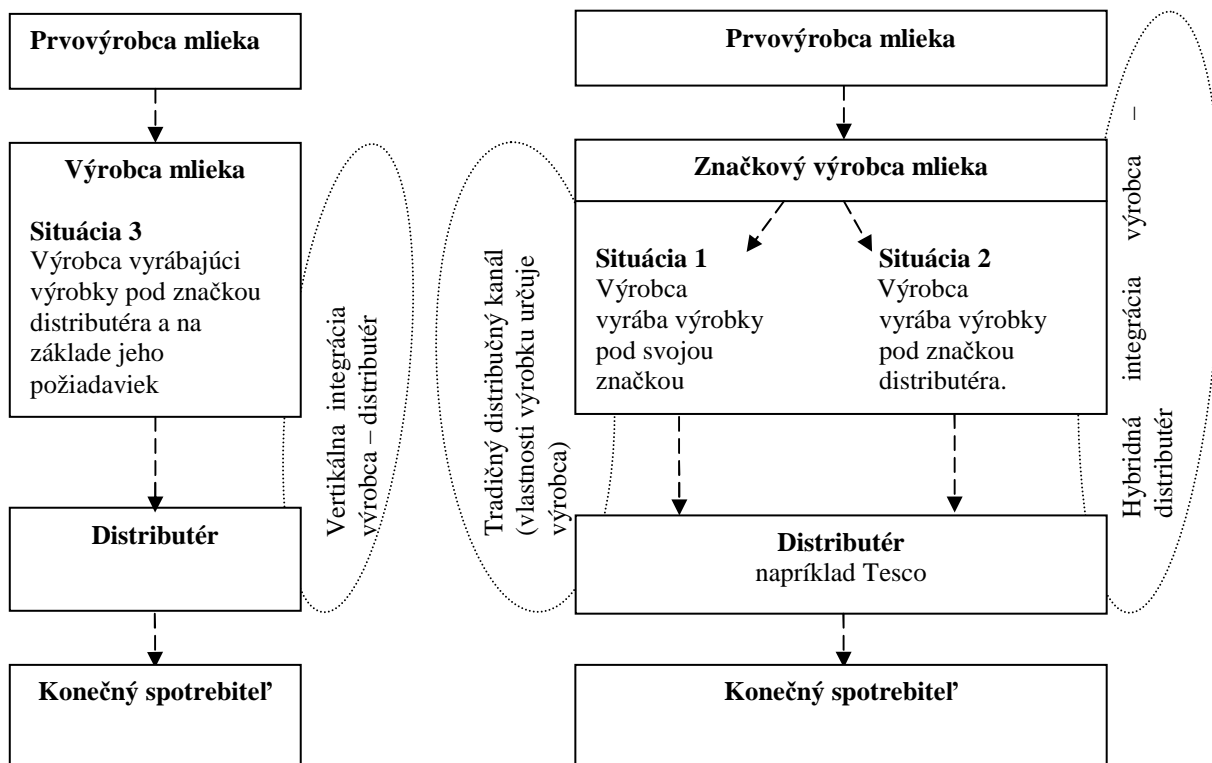 Prvovýrobca mlieka
Výrobca mlieka
Situácia 3
Výrobca vyrábajúci
výrobky pod značkou
distributéra a na
základe jeho
požiadaviek
Distributér
Konečný spotrebiteľ
Vertikálna integrácia
výrobca – distributér
Tradičný distribučný kanál
(vlastnosti výrobku určuje
výrobca)
Prvovýrobca mlieka
Značkový výrobca mlieka
Situácia 1
Výrobca
vyrába výrobky
pod svojou
značkou
Situácia 2
Výrobca
vyrába výrobky
pod značkou
distributéra.
Distributér
napríklad Tesco
Konečný spotrebiteľ
Hybridná integrácia výrobca –
distributér